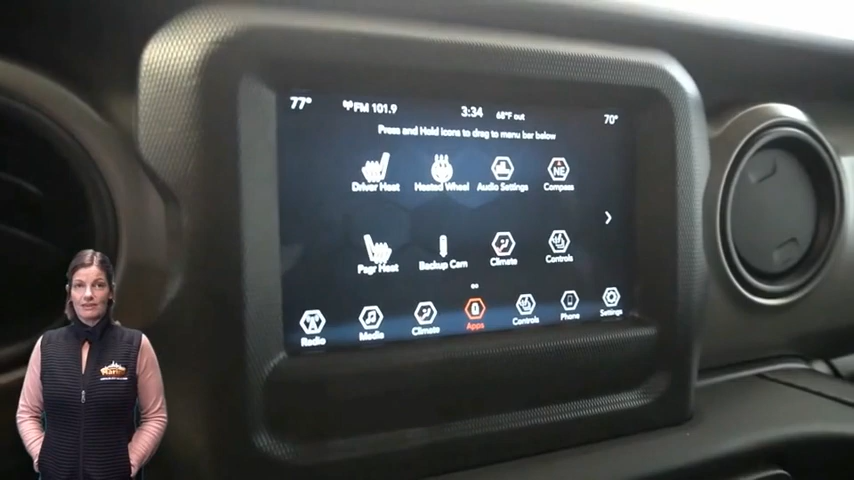 77° FM 101.9 3:34 68°F out 70°
Press and Hold icons to drag to menu bar below
Driver Heat Heated Wheel Audio Settings Compass
NE
Psgr Heat Backup Cam Climate Controls
Radio Media Climate Apps Controls Phone Settings